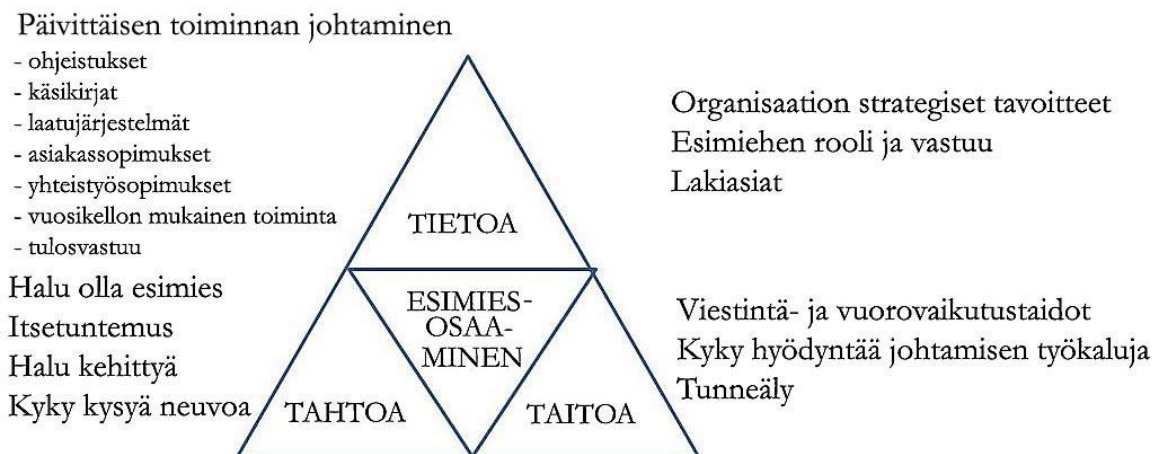 Päivittäisen toiminnan johtaminen
- ohjeistukset
- käsikirjat
- laatujärjestelmät
- asiakassopimukset
- yhteistyösopimukset
- vuosikellon mukainen toiminta
- tulosvastuu
Organisaation strategiset tavoitteet
Esimiehen rooli ja vastuu
Lakiasiat
TIETOA
Halu olla esimies
Itsetuntemus
Halu kehittyä
Kyky kysyä neuvoa
ESIMIES-
OSAA-
MINEN
Viestintä- ja vuorovaikutustaidot
Kyky hyödyntää johtamisen työkaluja
Tunneäly
TAHTOA
TAITOA